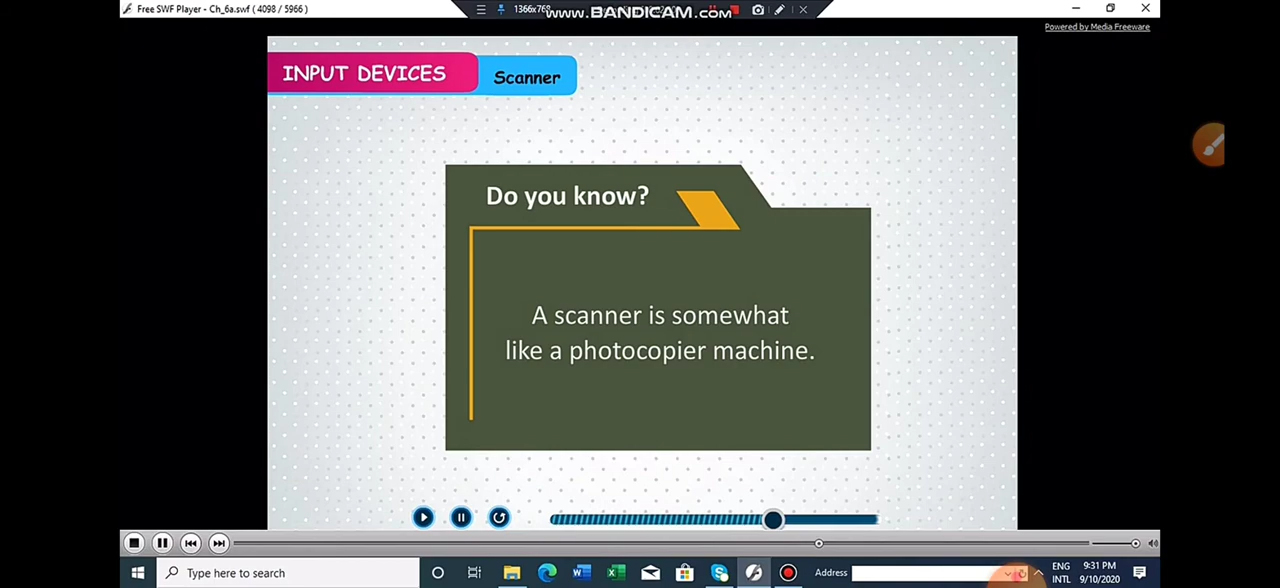 Free SWF Player - Ch_6a.swf ( 4098 / 5966 )
1366x768
www.BANDICAM.com
Powered by Media Freeware
INPUT DEVICES
Scanner
Do you know?
A scanner is somewhat
like a photocopier machine.
Type here to search
Address
ENG
INTL
9:31 PM
9/10/2020